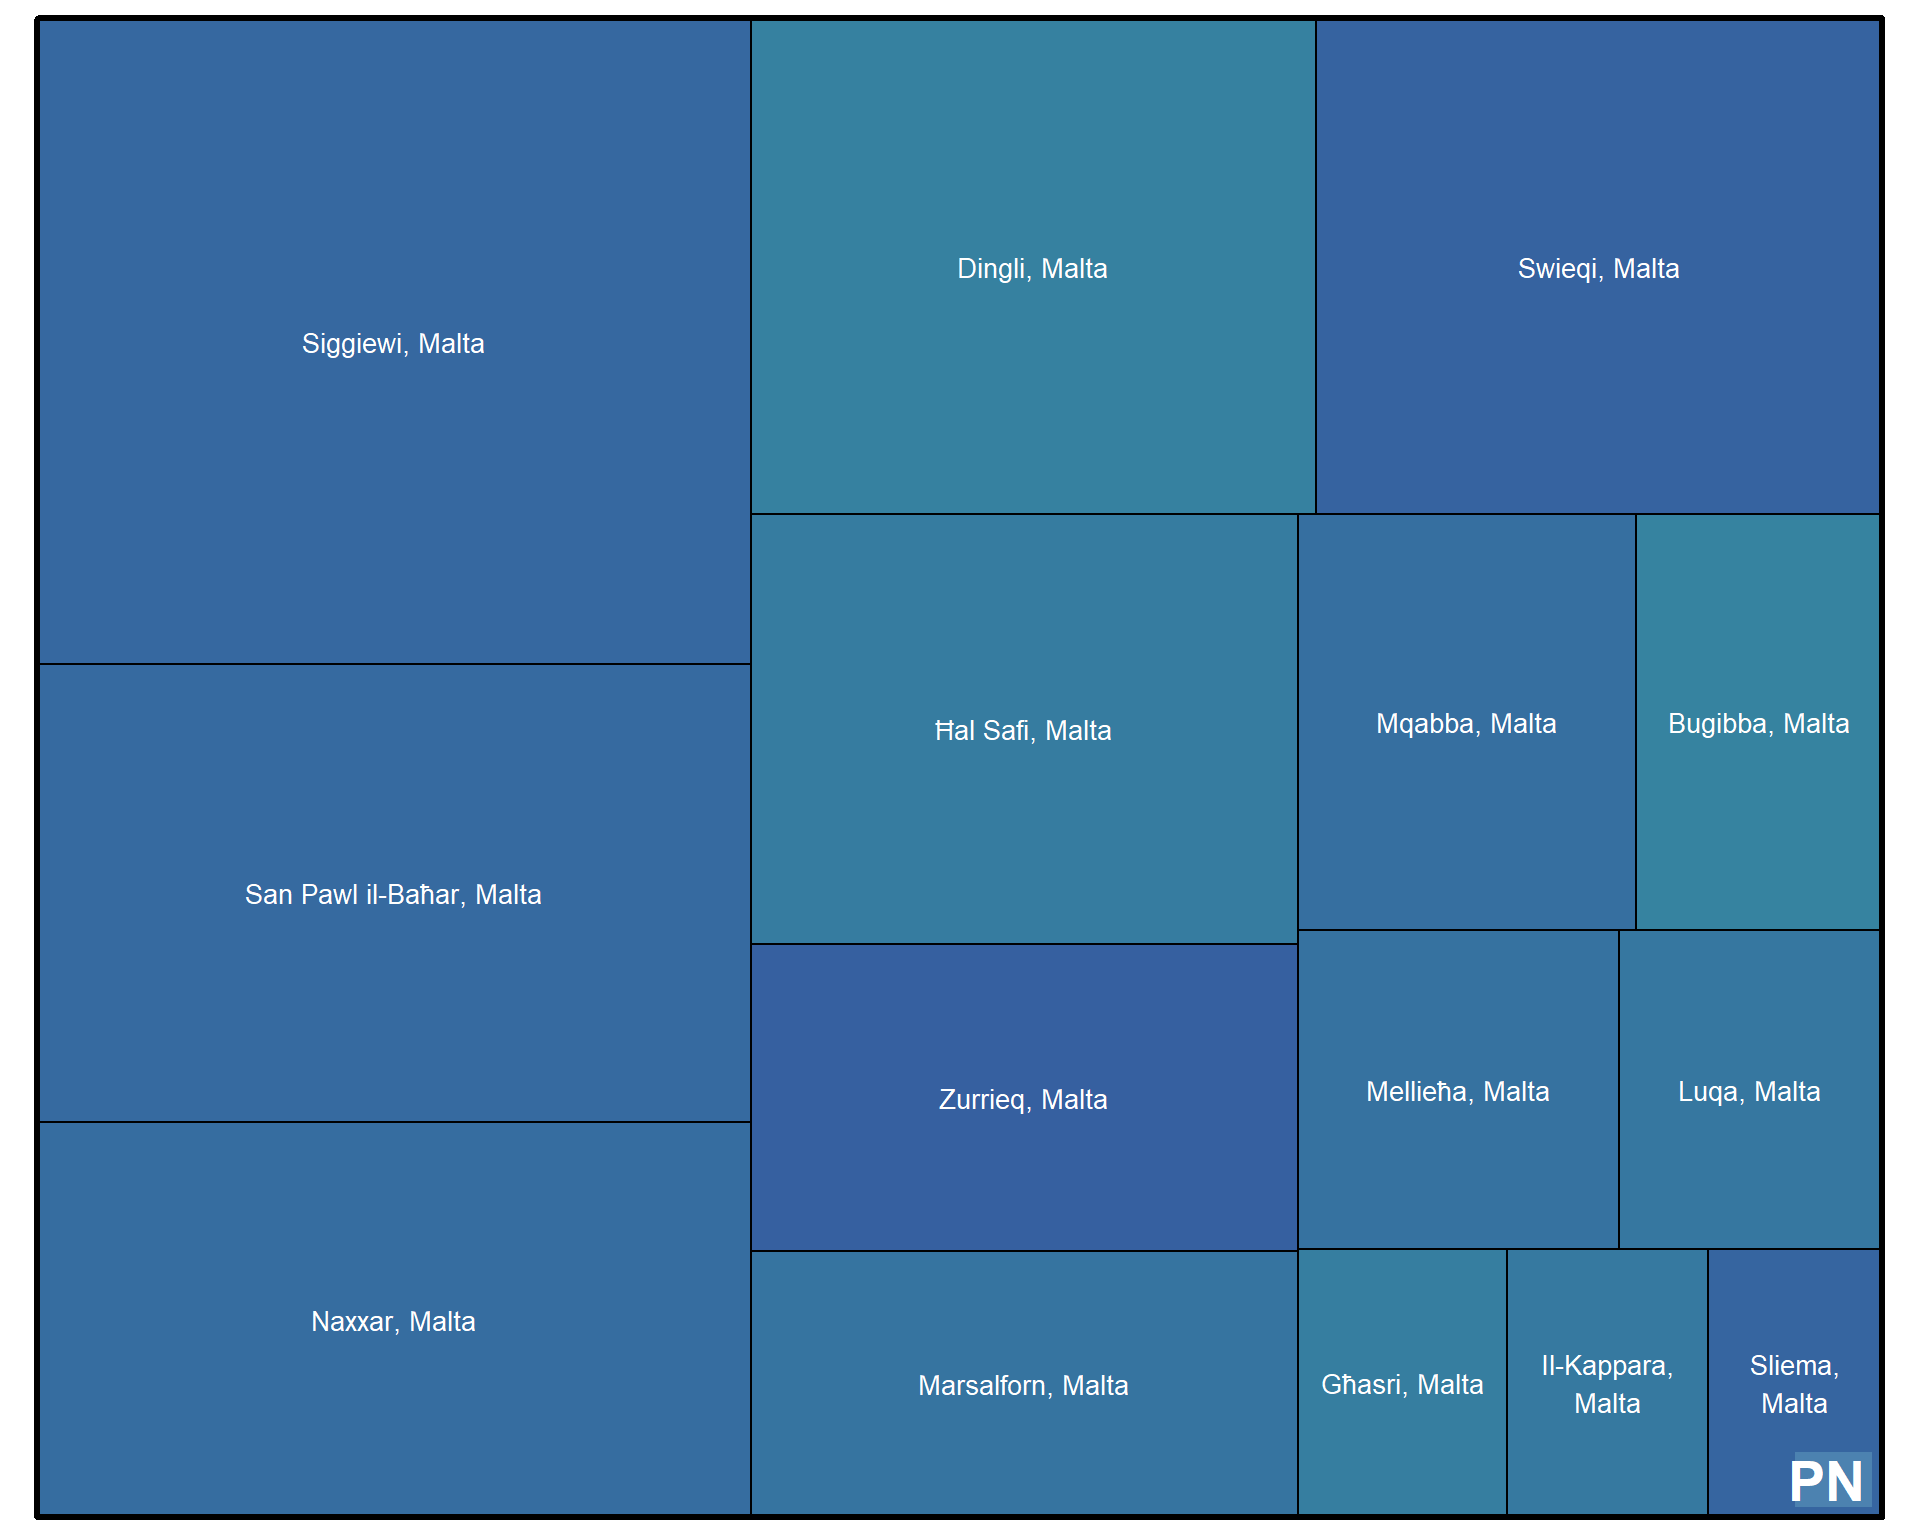 Siggiewi, Malta
San Pawl il-Baħar, Malta
Naxxar, Malta
Dingli, Malta
Swieqi, Malta
Ħal Safi, Malta
Mqabba, Malta
Bugibba, Malta
Zurrieq, Malta
Mellieħa, Malta
Luqa, Malta
Marsalforn, Malta
Għasri, Malta
Il-Kappara,
Malta
Sliema,
Malta
PN